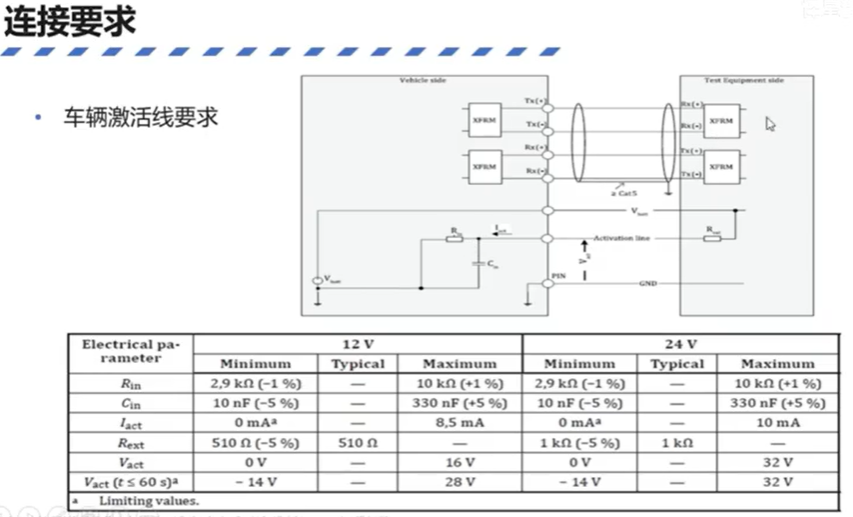 连接要求
• 车辆激活线要求
Vehicle side
Test Equipment side
Tx(+)
Tx(-)
Rx(+)
Rx(-)
XFRM
XFRM
Rx(+)
Rx(-)
Tx(+)
Tx(-)
XFRM
XFRM
≥ Cat5
Activation line
PIN
GND
Electrical parameter 12 V 24 V
Minimum Typical Maximum Minimum Typical Maximum
Rin 2,9 kΩ (−1 %) — 10 kΩ (+1 %) 2,9 kΩ (−1 %) — 10 kΩ (+1 %)
Cin 10 nF (−5 %) — 330 nF (+5 %) 10 nF (−5 %) — 330 nF (+5 %)
Iact 0 mAa — 8,5 mA 0 mAa — 10 mA
Rext 510 Ω (−5 %) 510 Ω — 1 kΩ (−5 %) 1 kΩ —
Vact 0 V — 16 V 0 V — 32 V
Vact (t ≤ 60 s)a − 14 V — 28 V − 14 V — 32 V
a Limiting values.